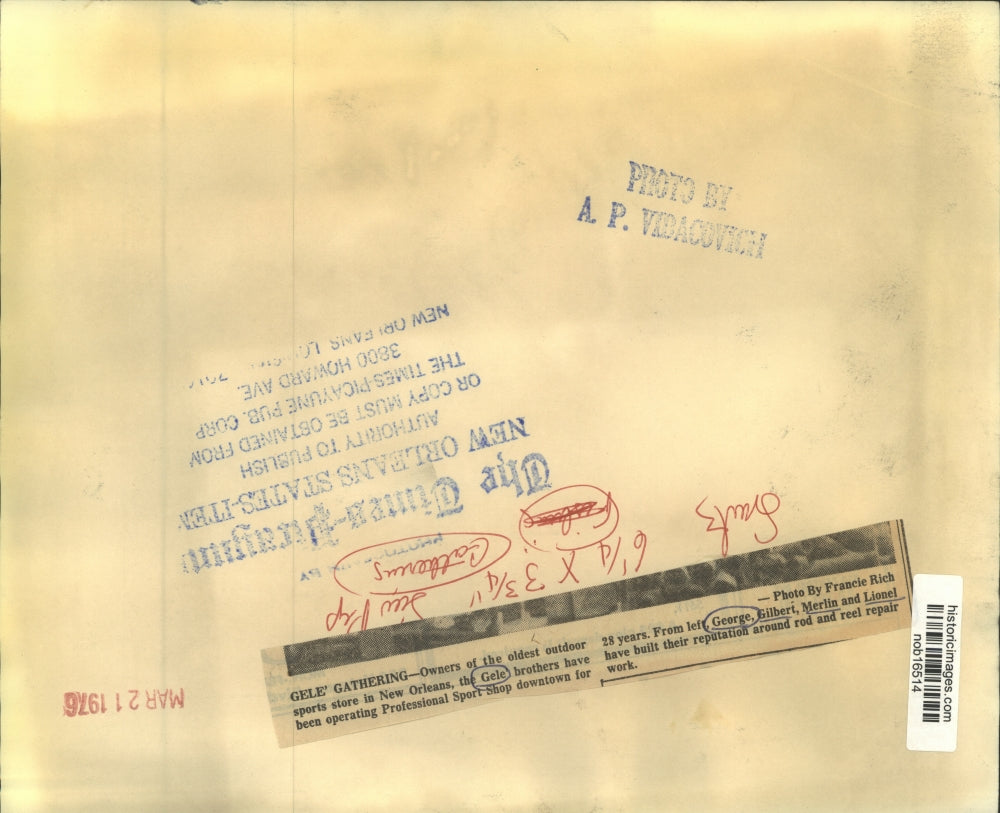 PHOTO BY
A. P. VIDACOVICH
The Times-Picayune
NEW ORLEANS STATES-ITEM
AUTHORITY TO PUBLISH
OR COPY MUST BE OBTAINED FROM
THE TIMES-PICAYUNE PUB. CORP
3800 HOWARD AVE.
NEW ORLEANS,
BY
6 1/4 X 3 3/4"
— Photo By Francie Rich
GELE' GATHERING—Owners of the oldest outdoor
sports store in New Orleans, the Gele' brothers have
been operating Professional Sport Shop downtown for
28 years. From left, George, Gilbert, Merlin and Lionel
have built their reputation around rod and reel repair
work.
MAR 21 1976
historicimages.com
nob16514